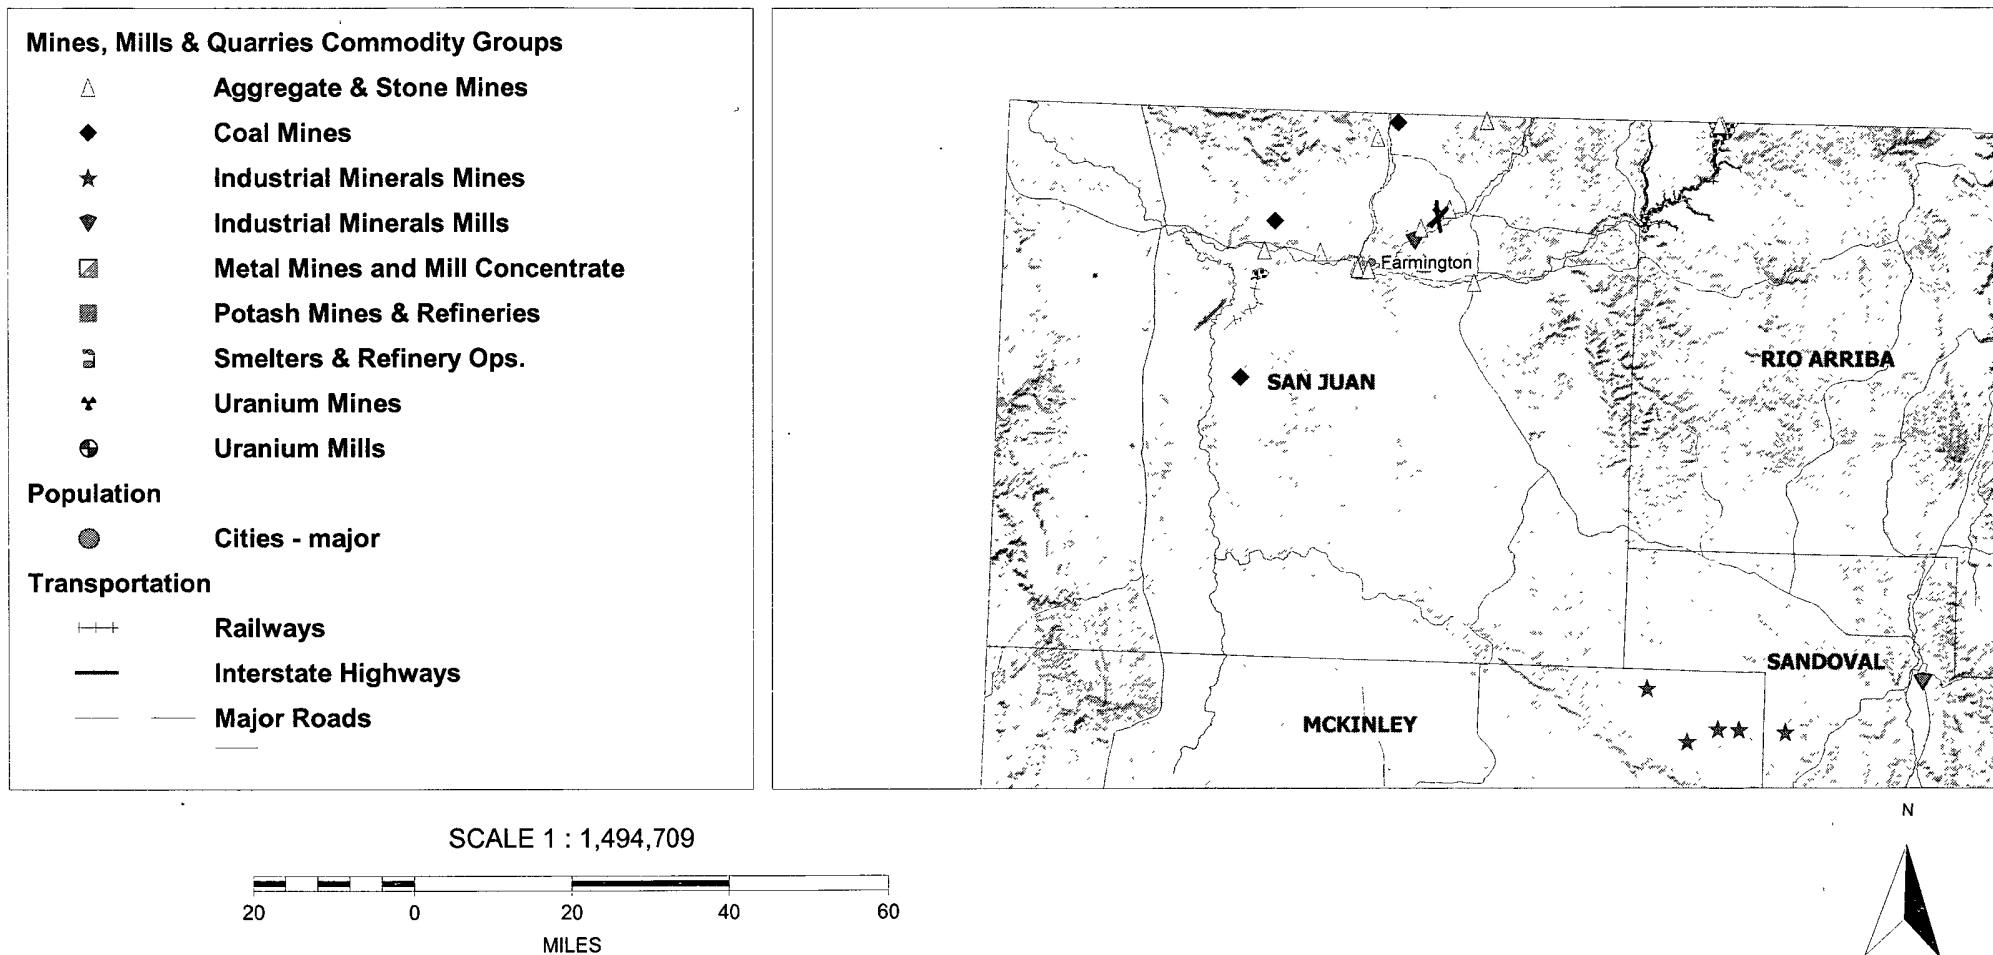 Mines, Mills & Quarries Commodity Groups
Aggregate & Stone Mines
Coal Mines
Industrial Minerals Mines
Industrial Minerals Mills
Metal Mines and Mill Concentrate
Potash Mines & Refineries
Smelters & Refinery Ops.
Uranium Mines
Uranium Mills
Population
Cities - major
Transportation
Railways
Interstate Highways
Major Roads
Farmington
RIO ARRIBA
SAN JUAN
SANDOVAL
MCKINLEY
SCALE 1 : 1,494,709
20 0 20 40 60
MILES
N